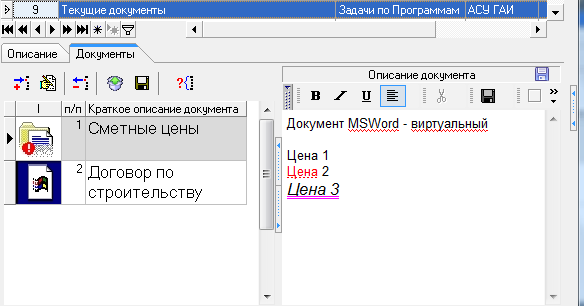 9 Текущие документы Задачи по Программам АСУ ГАИ
Описание Документы
?{
I п/п Краткое описание документа
1 Сметные цены
2 Договор по
строительству
Описание документа
B I U
Документ MSWord - виртуальный
Цена 1
Цена 2
Цена 3